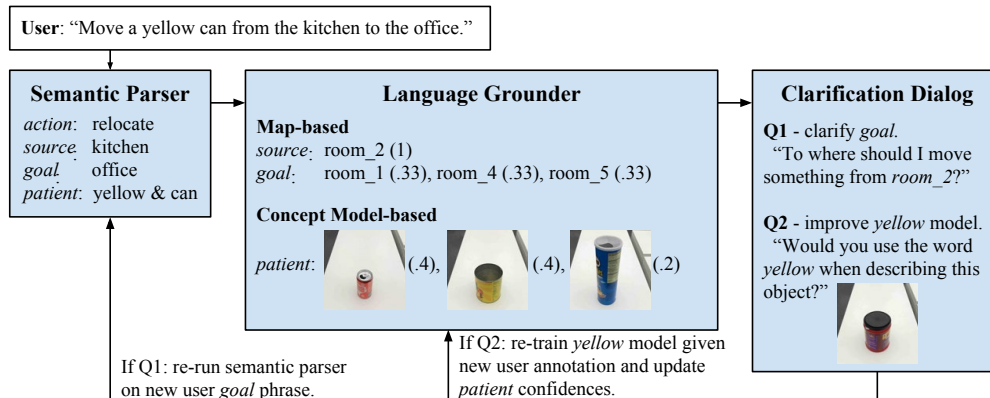 User: “Move a yellow can from the kitchen to the office.”
Semantic Parser
action: relocate
source: kitchen
goal: office
patient: yellow & can
Language Grounder
Map-based
source: room_2 (1)
goal: room_1 (.33), room_4 (.33), room_5 (.33)
Concept Model-based
patient: (.4), (.4), (.2)
Clarification Dialog
Q1 - clarify goal.
“To where should I move
something from room_2?”
Q2 - improve yellow model.
“Would you use the word
yellow when describing this
object?”
If Q1: re-run semantic parser
on new user goal phrase.
If Q2: re-train yellow model given
new user annotation and update
patient confidences.